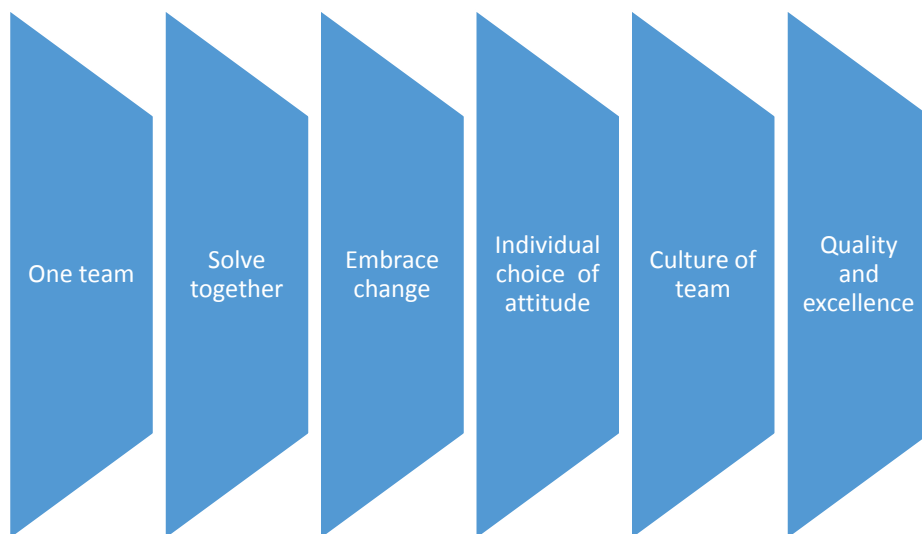 One team
Solve
together
Embrace
change
Individual
choice  of
attitude
Culture of
team
Quality
and
excellence